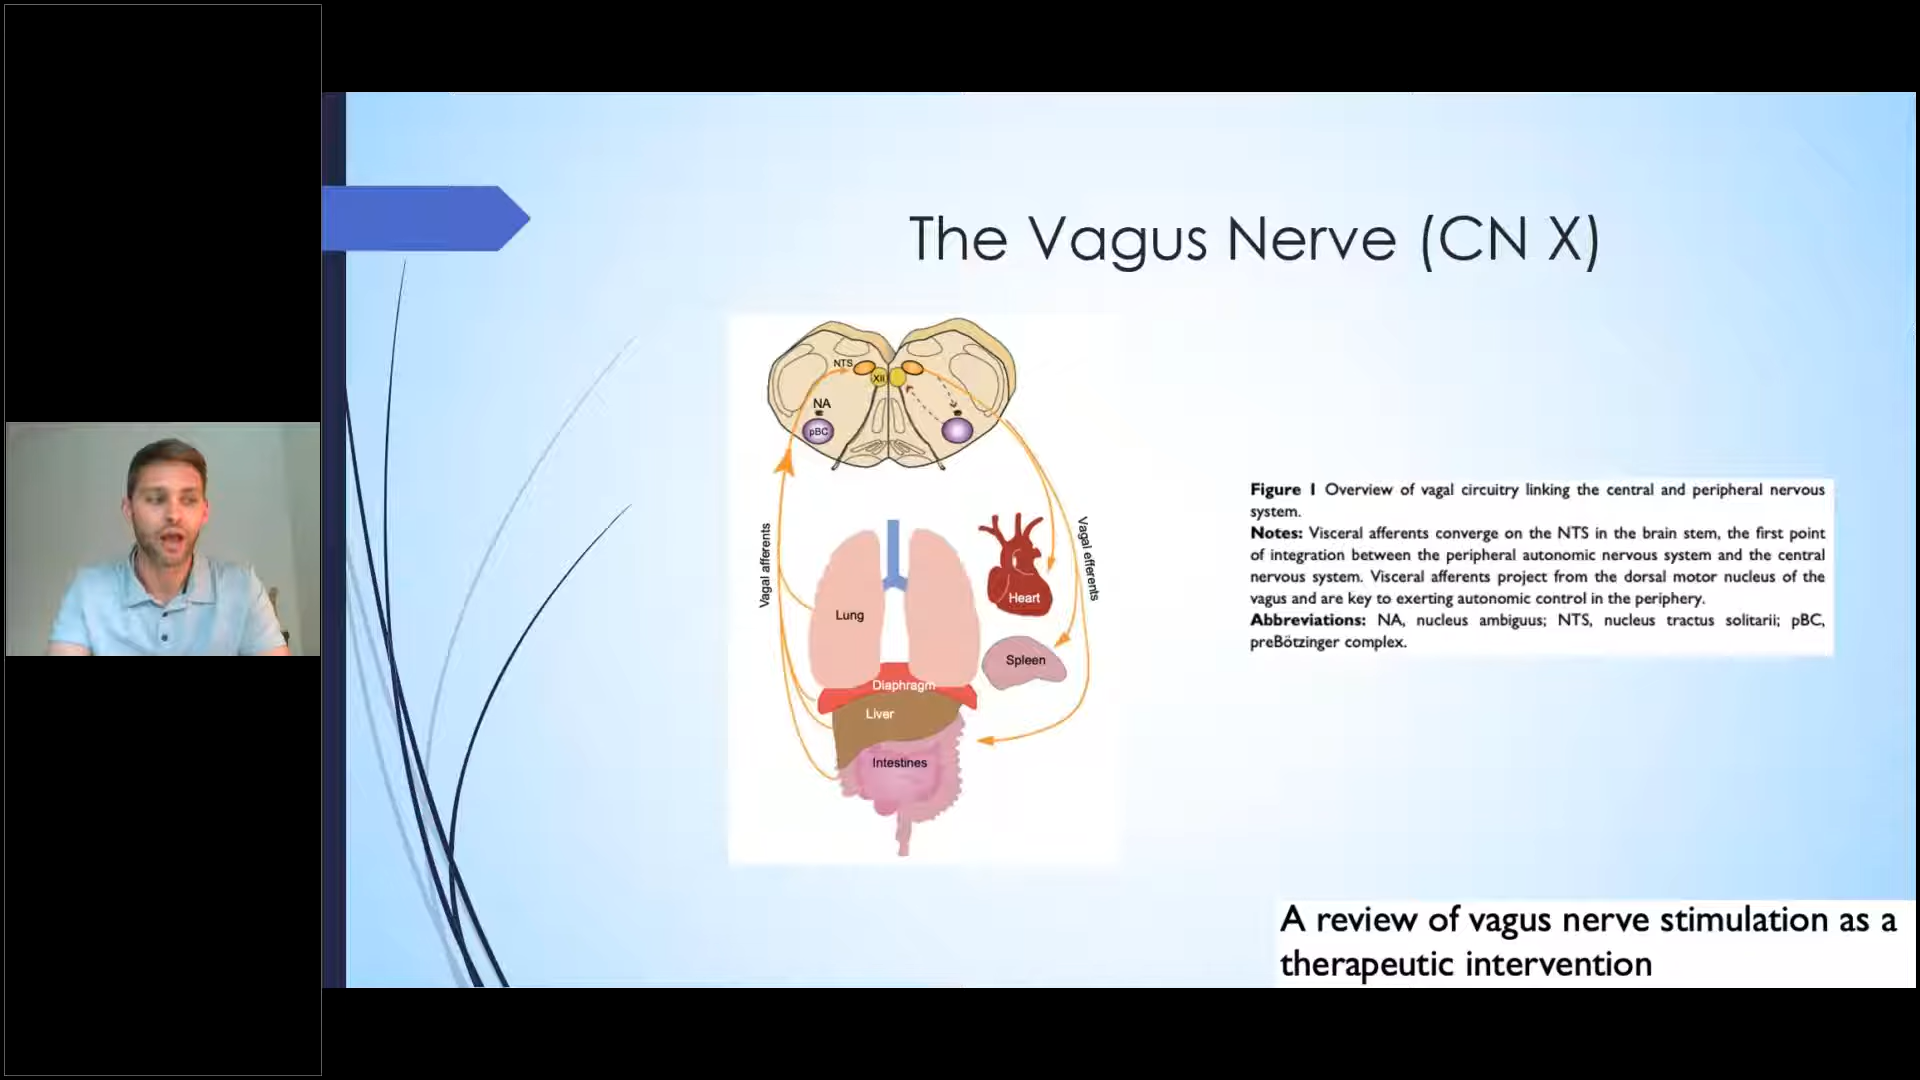 The Vagus Nerve (CN X)
NTS
XII
NA
pBC
Vagal afferents
Vagal efferents
Lung
Heart
Spleen
Diaphragm
Liver
Intestines
Figure 1 Overview of vagal circuitry linking the central and peripheral nervous
system.
Notes: Visceral afferents converge on the NTS in the brain stem, the first point
of integration between the peripheral autonomic nervous system and the central
nervous system. Visceral afferents project from the dorsal motor nucleus of the
vagus and are key to exerting autonomic control in the periphery.
Abbreviations: NA, nucleus ambiguus; NTS, nucleus tractus solitarii; pBC,
preBötzinger complex.
A review of vagus nerve stimulation as a
therapeutic intervention